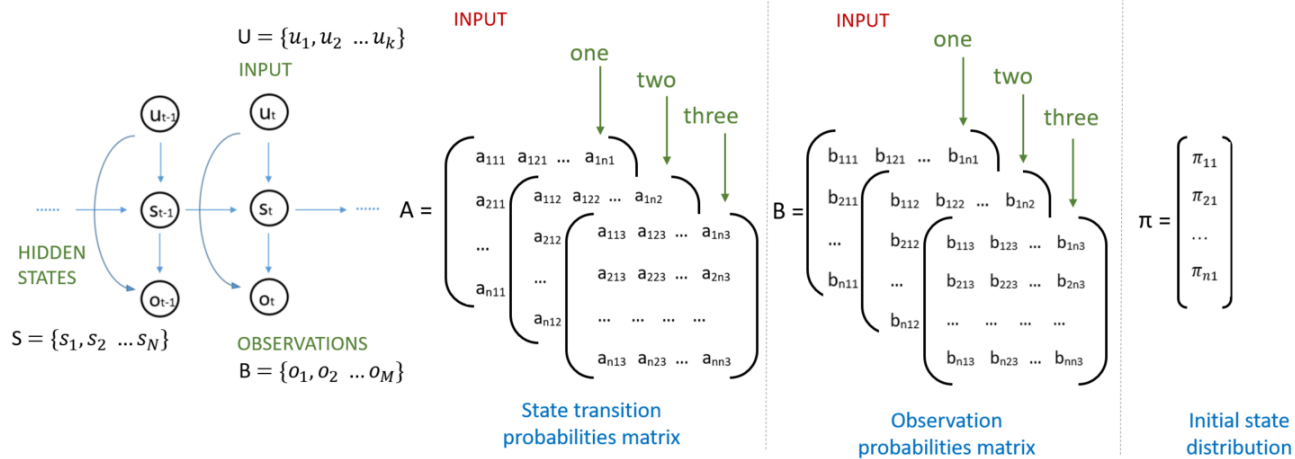 U = {u₁, u₂ … uₖ}
INPUT
uₜ₋₁
uₜ
......
sₜ₋₁
sₜ
......
HIDDEN
STATES
oₜ₋₁
oₜ
S = {s₁, s₂ … s_N}
OBSERVATIONS
B = {o₁, o₂ … o_M}
INPUT
one
two
three
A =
a₁₁₁ a₁₂₁ ... a₁ₙ₁
a₂₁₁
...
aₙ₁₁
a₁₁₂ a₁₂₂ ... a₁ₙ₂
a₂₁₂
...
aₙ₁₂
a₁₁₃ a₁₂₃ ... a₁ₙ₃
a₂₁₃ a₂₂₃ ... a₂ₙ₃
... ... ... ...
aₙ₁₃ aₙ₂₃ ... aₙₙ₃
State transition
probabilities matrix
INPUT
one
two
three
B =
b₁₁₁ b₁₂₁ ... b₁ₙ₁
b₂₁₁
...
bₙ₁₁
b₁₁₂ b₁₂₂ ... b₁ₙ₂
b₂₁₂
...
bₙ₁₂
b₁₁₃ b₁₂₃ ... b₁ₙ₃
b₂₁₃ b₂₂₃ ... b₂ₙ₃
... ... ... ...
bₙ₁₃ bₙ₂₃ ... bₙₙ₃
Observation
probabilities matrix
π =
π₁₁
π₂₁
...
πₙ₁
Initial state
distribution